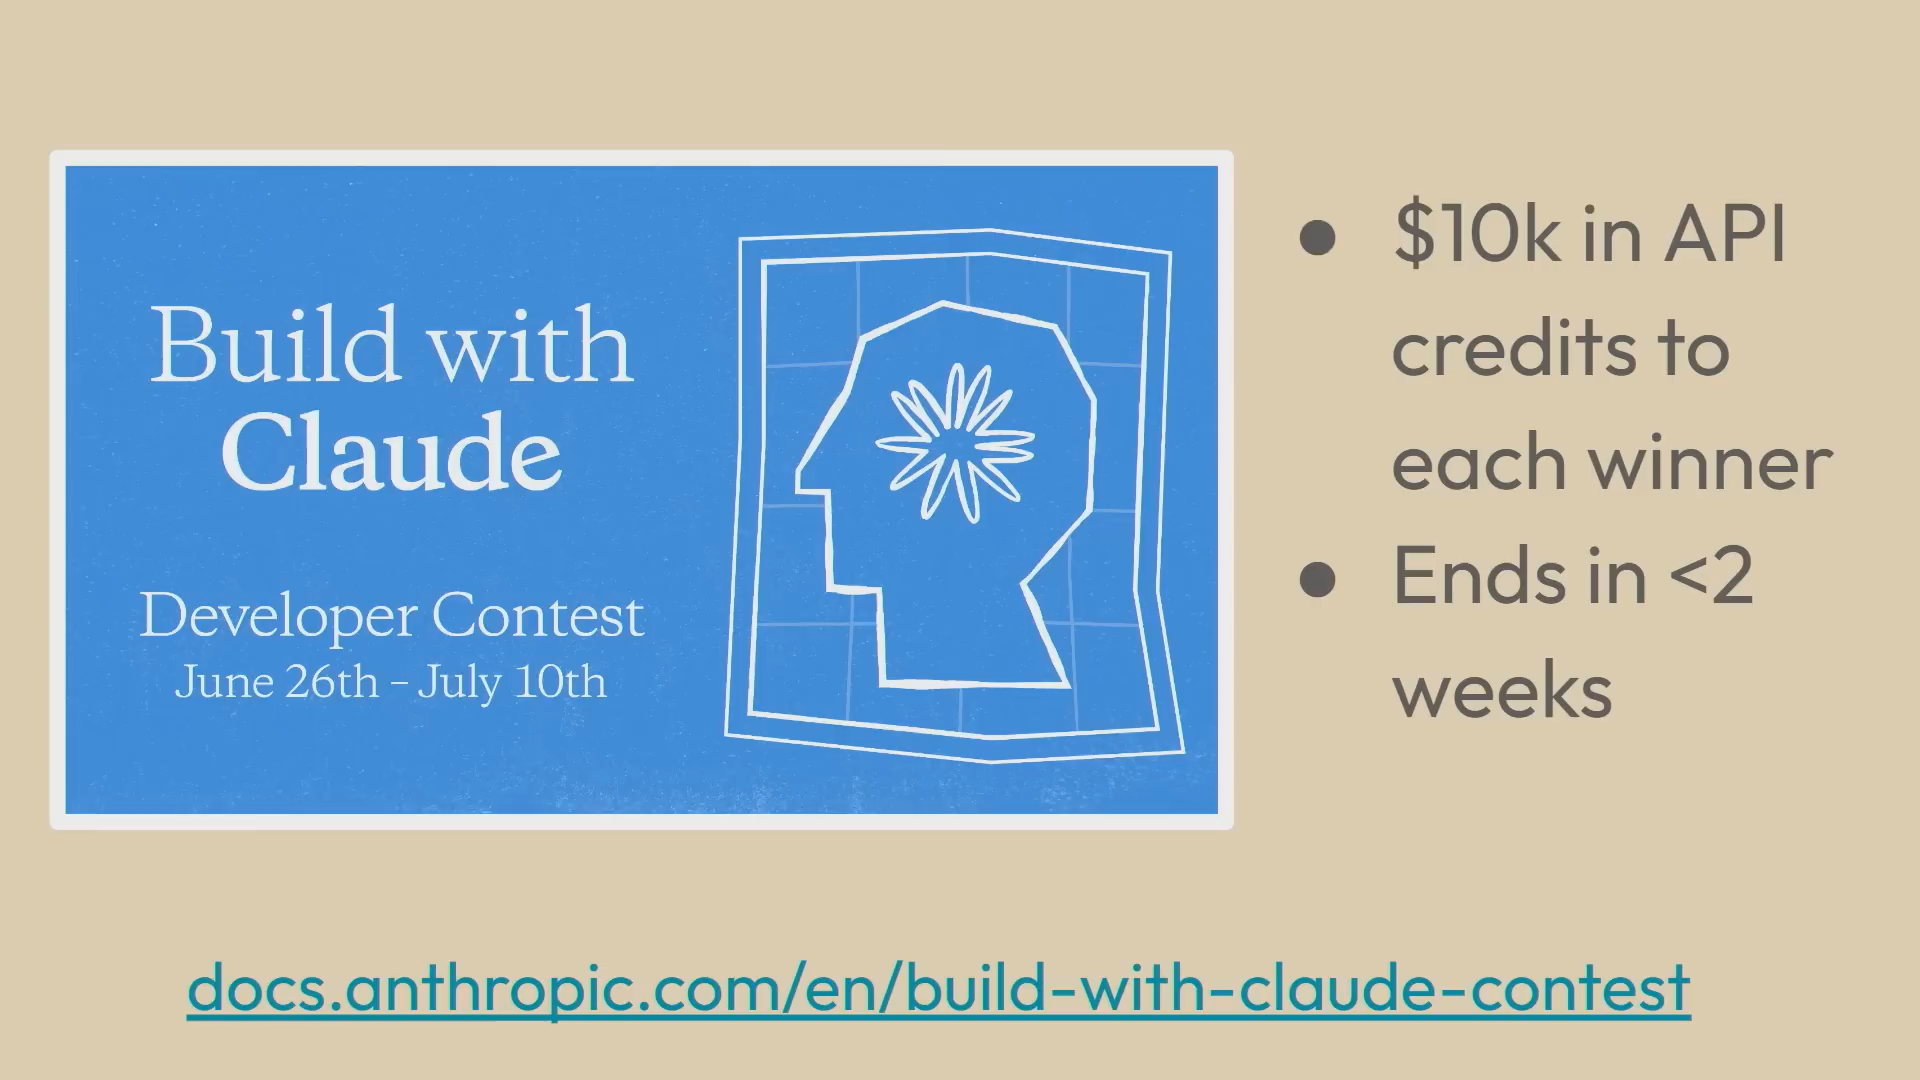 Build with
Claude
Developer Contest
June 26th – July 10th
● $10k in API
credits to
each winner
● Ends in <2
weeks
docs.anthropic.com/en/build-with-claude-contest